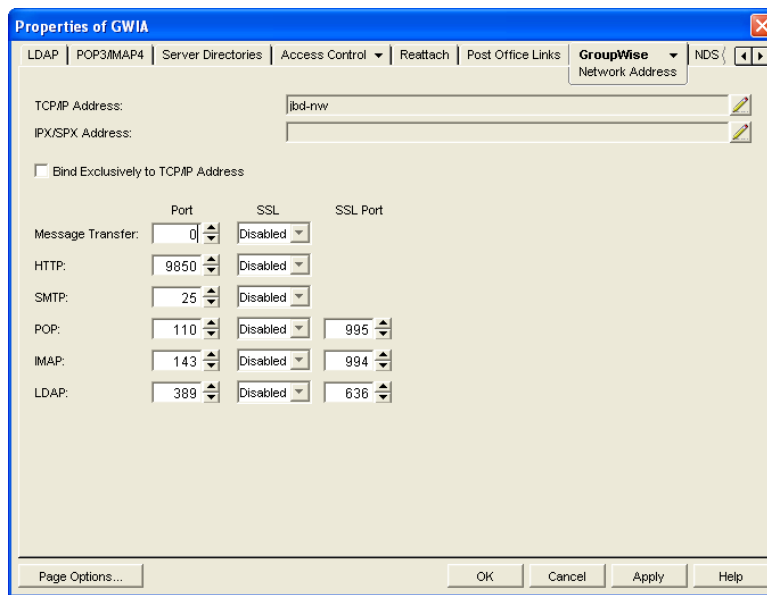 Properties of GWIA
LDAP POP3/IMAP4 Server Directories Access Control Reattach Post Office Links GroupWise NDS
Network Address
TCP/IP Address: jbd-nw
IPX/SPX Address:
Bind Exclusively to TCP/IP Address
Port SSL SSL Port
Message Transfer: 0 Disabled
HTTP: 9850 Disabled
SMTP: 25 Disabled
POP: 110 Disabled 995
IMAP: 143 Disabled 994
LDAP: 389 Disabled 636
Page Options... OK Cancel Apply Help